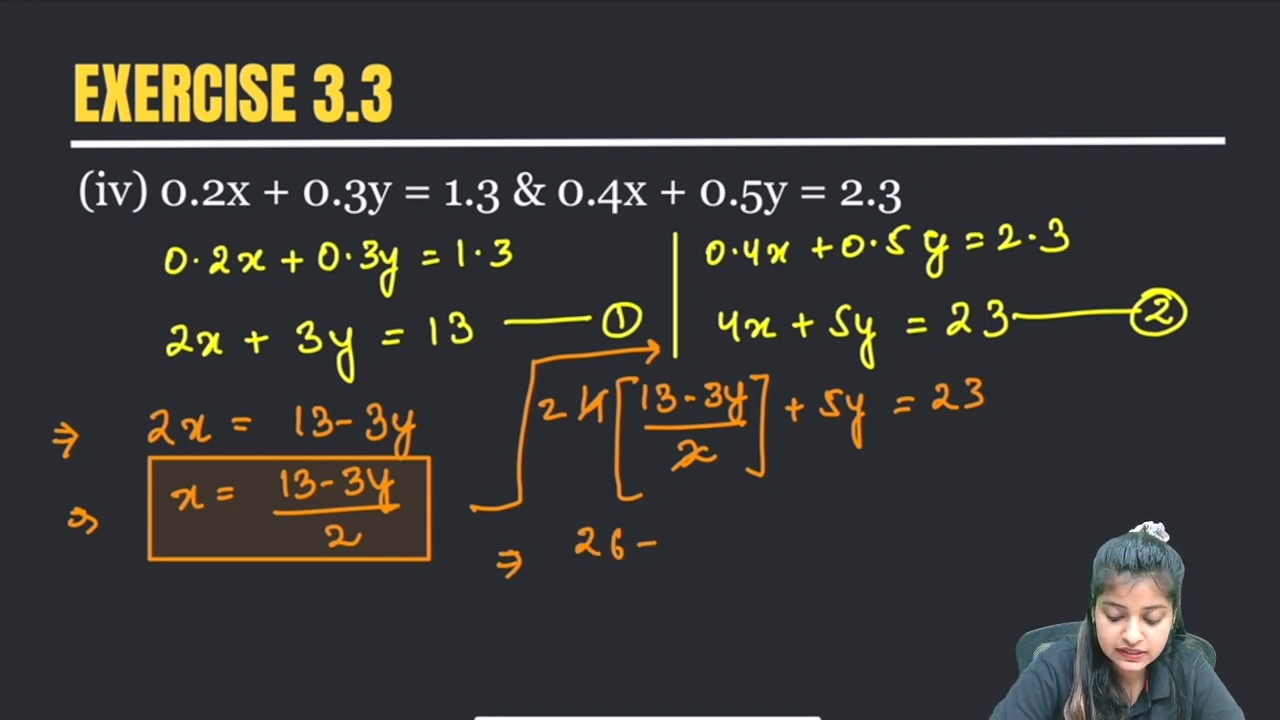 EXERCISE 3.3
(iv) 0.2x + 0.3y = 1.3 & 0.4x + 0.5y = 2.3
0.2x + 0.3y = 1.3
2x + 3y = 13 —— ①
⇒ 2x = 13 - 3y
⇒ x = (13 - 3y)/2
0.4x + 0.5y = 2.3
4x + 5y = 23 —— ②
2 4[(13 - 3y)/2] + 5y = 23
⇒ 26 -